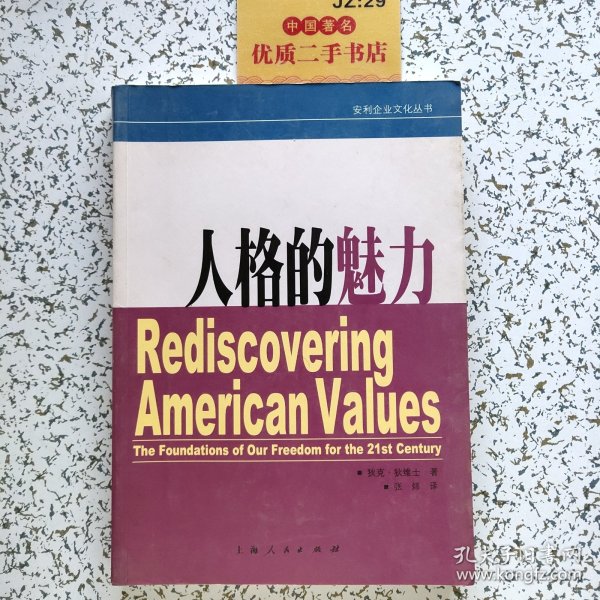 JZ:29
中国著名
优质二手书店
安利企业文化丛书
人格的魅力
Rediscovering
American Values
The Foundations of Our Freedom for the 21st Century
狄克·狄维士 著
张炜 译
上海人民出版社
孔夫子旧书网
www.kongfz.com